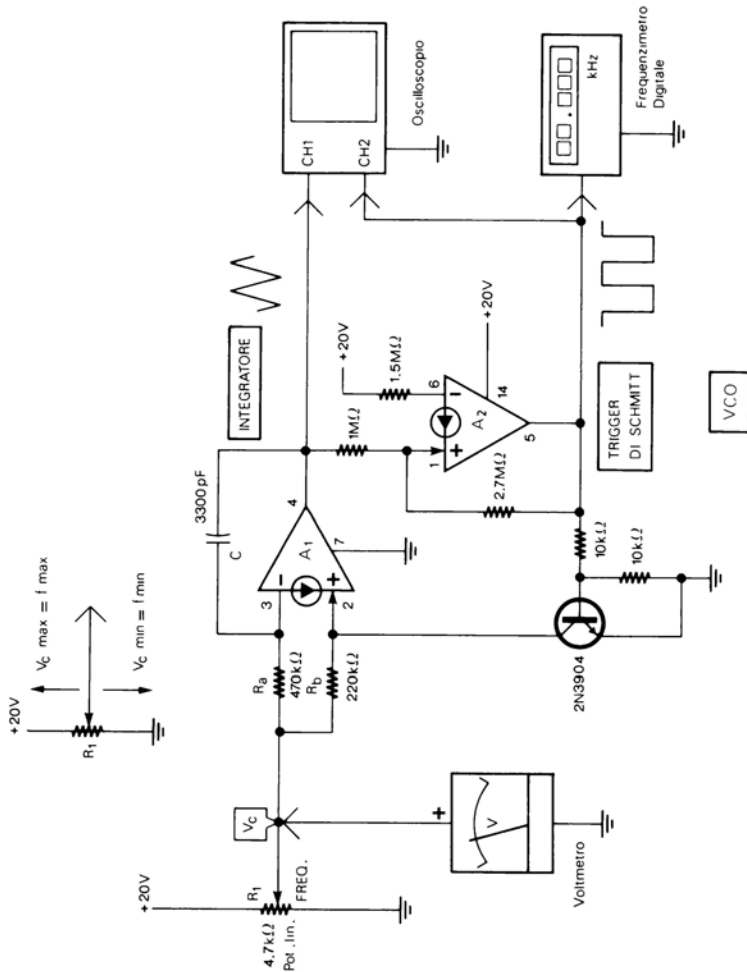 +20V
R1
Vc max = f max
Vc min = f min
3300pF
C
INTEGRATORE
CH1
CH2
Oscilloscopio
+20V
R1
4.7kΩ
Pot. lin.
FREQ.
Vc
Ra
470kΩ
Rb
220kΩ
3
2
A1
4
7
1MΩ
+20V
1.5MΩ
6
1
A2
14
+20V
5
2.7MΩ
kHz
Frequenzimetro
Digitale
+
V
Voltmetro
2N3904
10kΩ
10kΩ
TRIGGER
DI SCHMITT
VCO